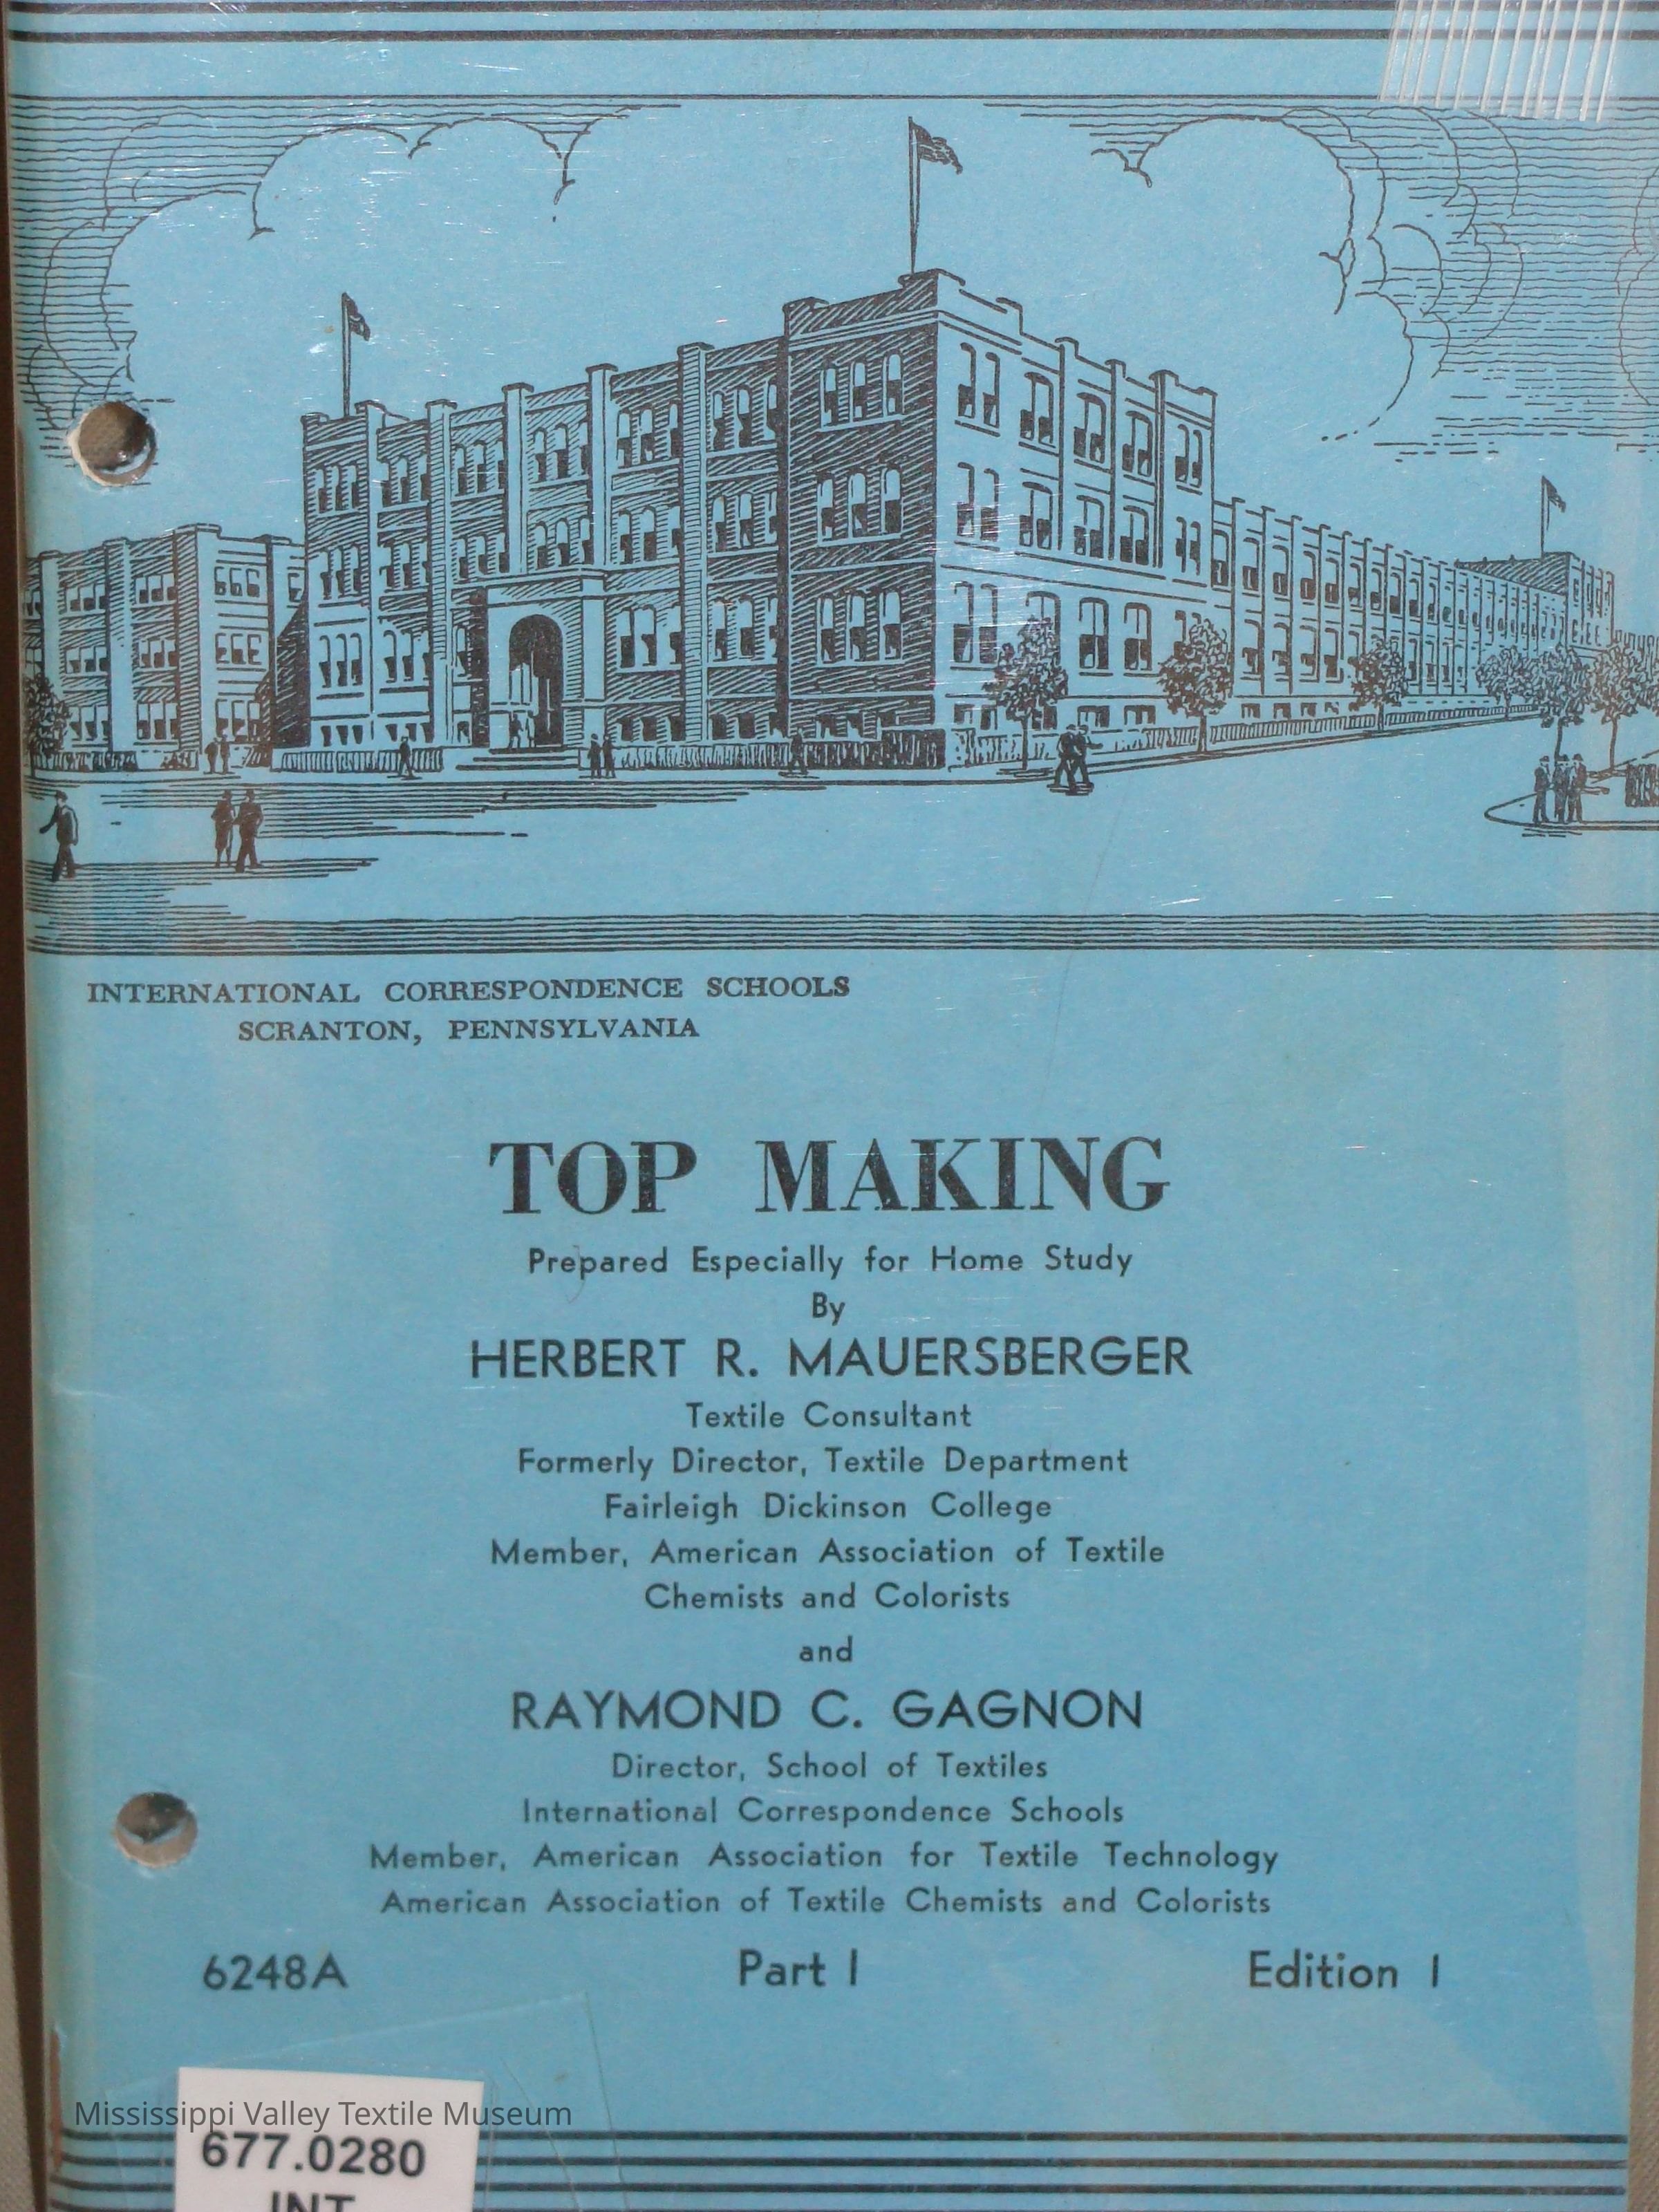 INTERNATIONAL CORRESPONDENCE SCHOOLS
SCRANTON, PENNSYLVANIA
TOP MAKING
Prepared Especially for Home Study
By
HERBERT R. MAUERSBERGER
Textile Consultant
Formerly Director, Textile Department
Fairleigh Dickinson College
Member, American Association of Textile
Chemists and Colorists
and
RAYMOND C. GAGNON
Director, School of Textiles
International Correspondence Schools
Member, American Association for Textile Technology
American Association of Textile Chemists and Colorists
6248A Part 1 Edition 1
Mississippi Valley Textile Museum
677.0280
INT